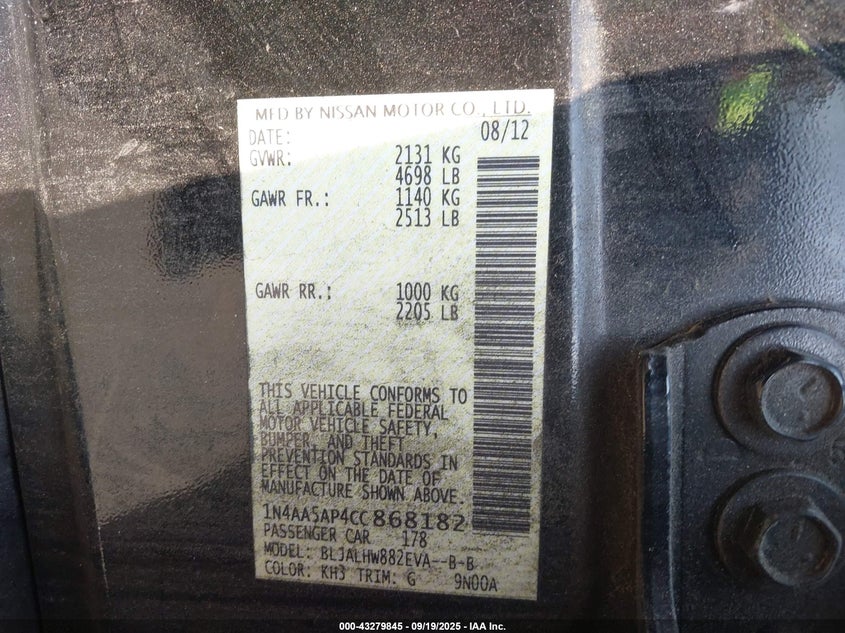 MFD BY NISSAN MOTOR CO., LTD.
DATE: 08/12
GVWR: 2131 KG
4698 LB
GAWR FR.: 1140 KG
2513 LB
GAWR RR.: 1000 KG
2205 LB
THIS VEHICLE CONFORMS TO
ALL APPLICABLE FEDERAL
MOTOR VEHICLE SAFETY,
BUMPER, AND THEFT
PREVENTION STANDARDS IN
EFFECT ON THE DATE OF
MANUFACTURE SHOWN ABOVE.
1N4AA5AP4CC868182
PASSENGER CAR 178
MODEL: BLJALHW882EVA--B-B
COLOR: KH3 TRIM: G 9N00A
000-43279845 - 09/19/2025 - IAA Inc.